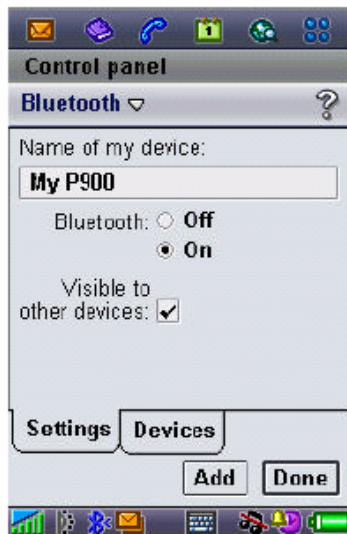 1
Control panel
Bluetooth
?
Name of my device:
My P900
Bluetooth: Off
On
Visible to
other devices:
Settings Devices
Add Done